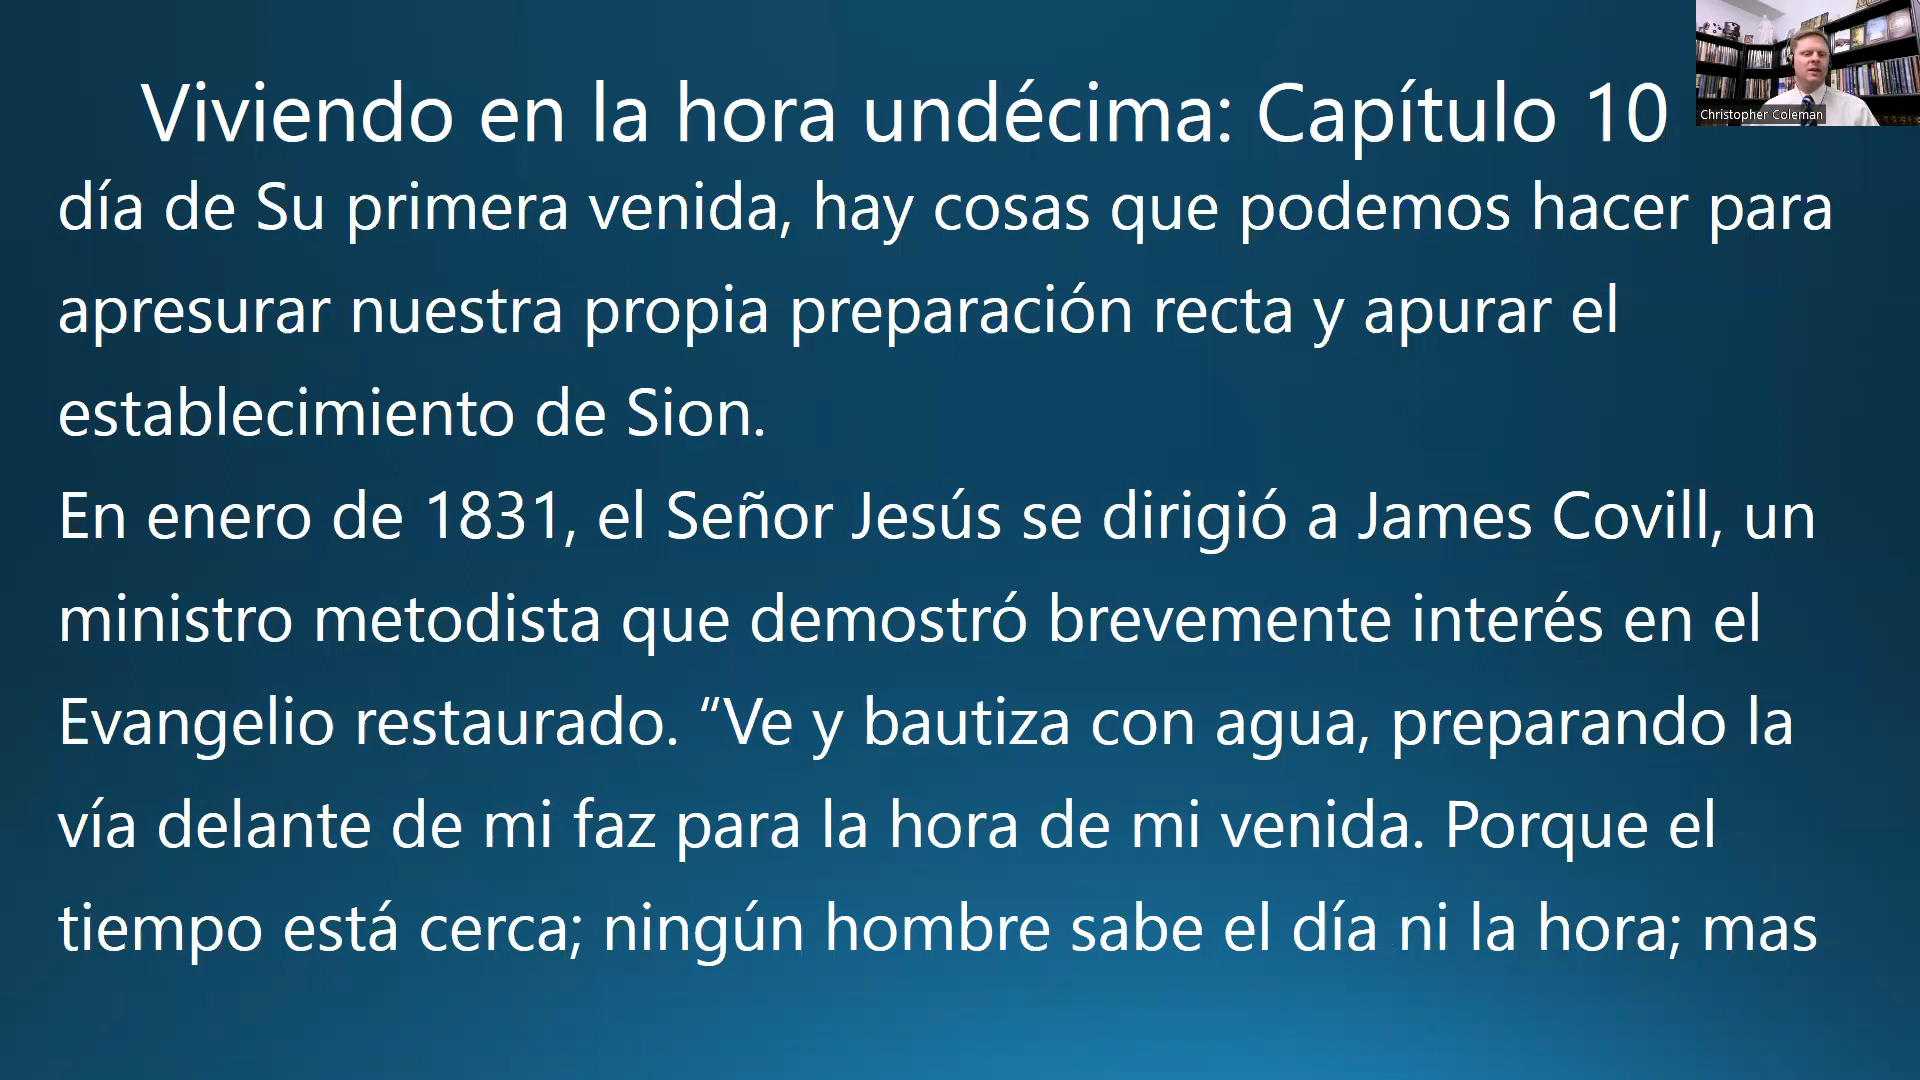 Viviendo en la hora undécima: Capítulo 10
Christopher Coleman
día de Su primera venida, hay cosas que podemos hacer para
apresurar nuestra propia preparación recta y apurar el
establecimiento de Sion.
En enero de 1831, el Señor Jesús se dirigió a James Covill, un
ministro metodista que demostró brevemente interés en el
Evangelio restaurado. “Ve y bautiza con agua, preparando la
vía delante de mi faz para la hora de mi venida. Porque el
tiempo está cerca; ningún hombre sabe el día ni la hora; mas